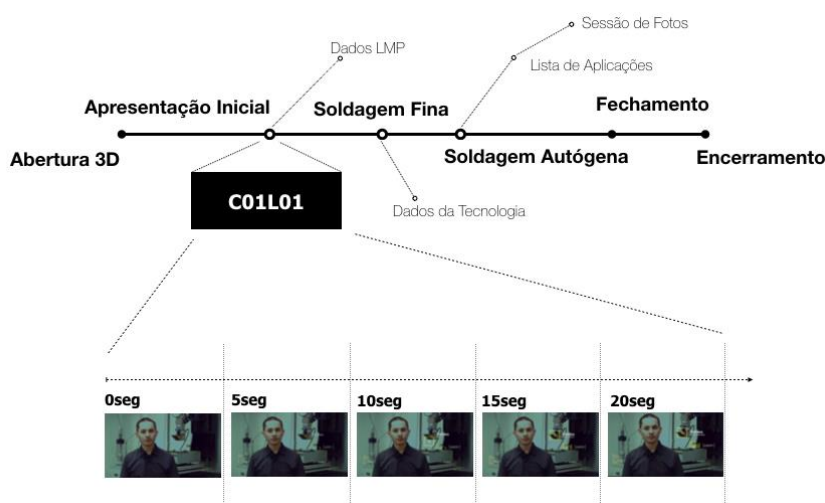 Sessão de Fotos
Dados LMP
Lista de Aplicações
Apresentação Inicial
Soldagem Fina
Fechamento
Abertura 3D
Soldagem Autógena
Encerramento
C01L01
Dados da Tecnologia
0seg
5seg
10seg
15seg
20seg